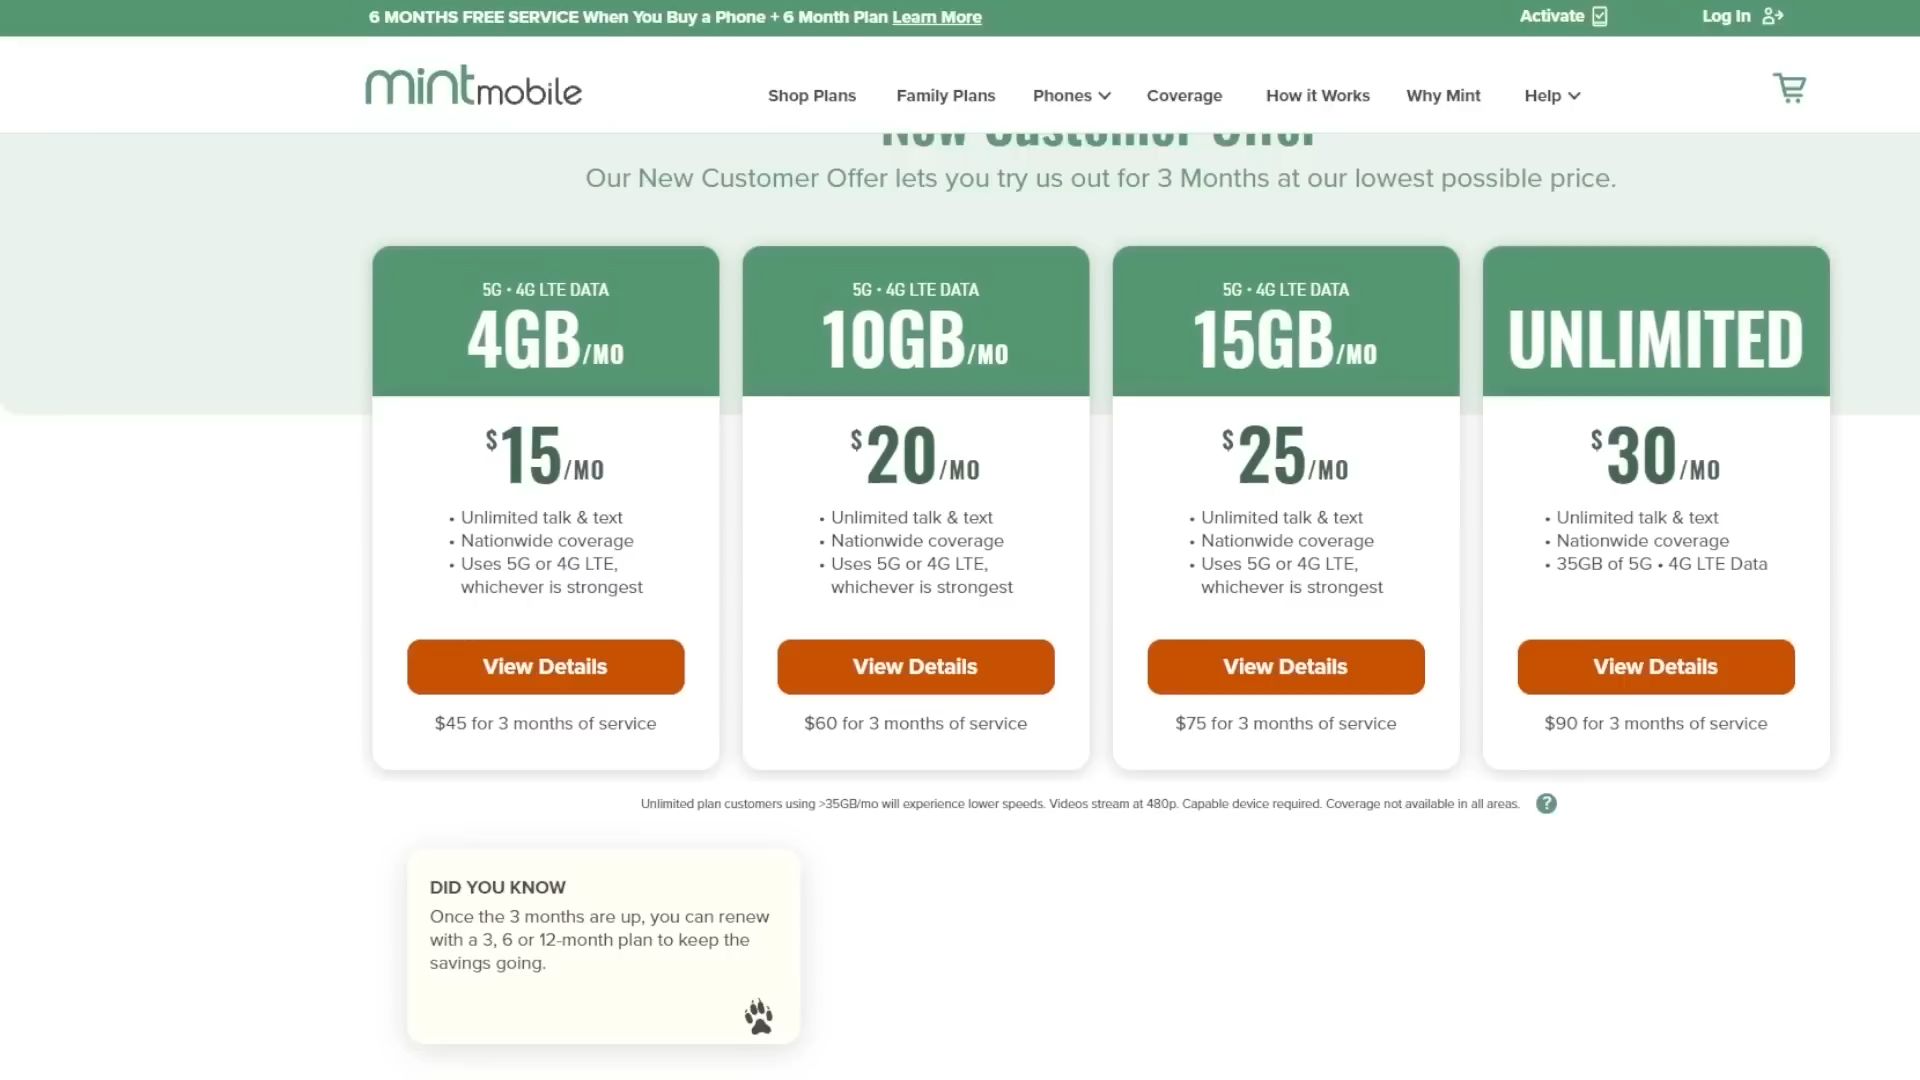 6 MONTHS FREE SERVICE When You Buy a Phone + 6 Month Plan Learn More
Activate
Log In
mintmobile
Shop Plans
Family Plans
Phones
Coverage
How it Works
Why Mint
Help
New Customer Offer
Our New Customer Offer lets you try us out for 3 Months at our lowest possible price.
5G • 4G LTE DATA
4GB/MO
$15/MO
• Unlimited talk & text
• Nationwide coverage
• Uses 5G or 4G LTE,
whichever is strongest
View Details
$45 for 3 months of service
5G • 4G LTE DATA
10GB/MO
$20/MO
• Unlimited talk & text
• Nationwide coverage
• Uses 5G or 4G LTE,
whichever is strongest
View Details
$60 for 3 months of service
5G • 4G LTE DATA
15GB/MO
$25/MO
• Unlimited talk & text
• Nationwide coverage
• Uses 5G or 4G LTE,
whichever is strongest
View Details
$75 for 3 months of service
UNLIMITED
$30/MO
• Unlimited talk & text
• Nationwide coverage
• 35GB of 5G • 4G LTE Data
View Details
$90 for 3 months of service
Unlimited plan customers using >35GB/mo will experience lower speeds. Videos stream at 480p. Capable device required. Coverage not available in all areas. ?
DID YOU KNOW
Once the 3 months are up, you can renew
with a 3, 6 or 12-month plan to keep the
savings going.